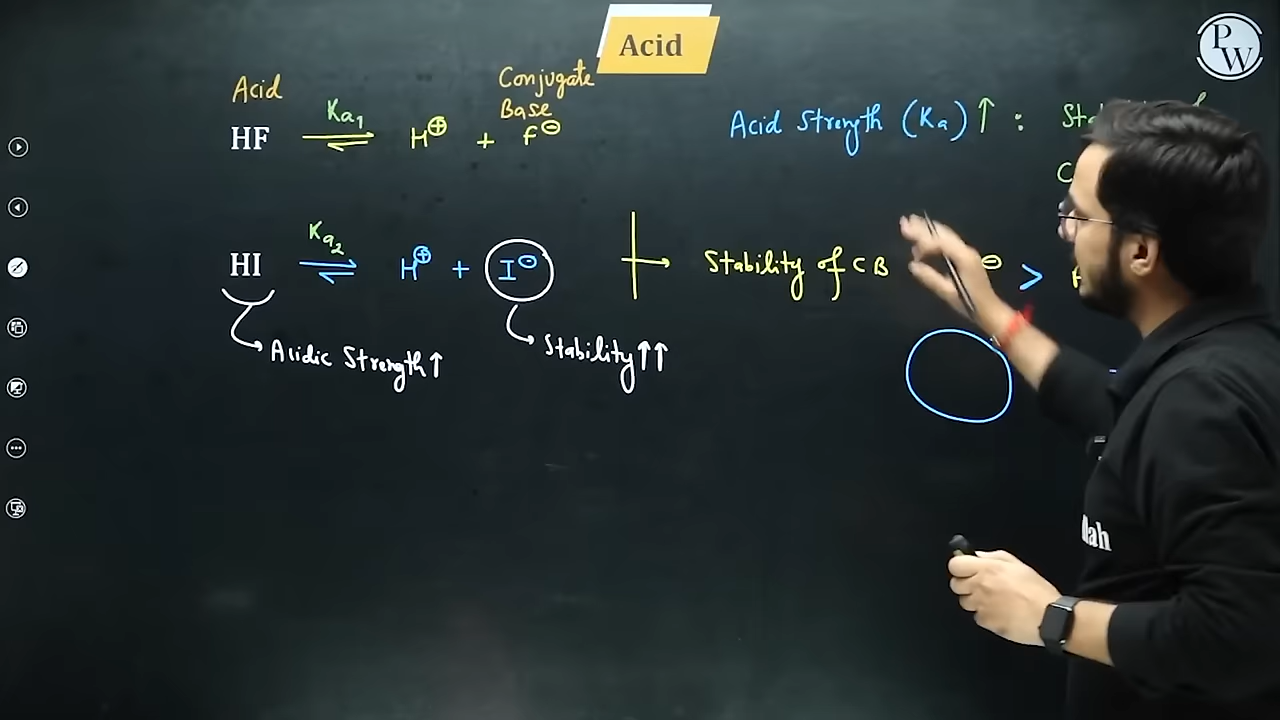 Acid
PW
Acid
Conjugate
Base
HF Ka₁ H⊕ + F⊖
Acid Strength (Ka) ↑ :
HI Ka₂ H⊕ + I⊖
Stability of CB ⊖ >
Acidic Strength ↑
Stability ↑↑